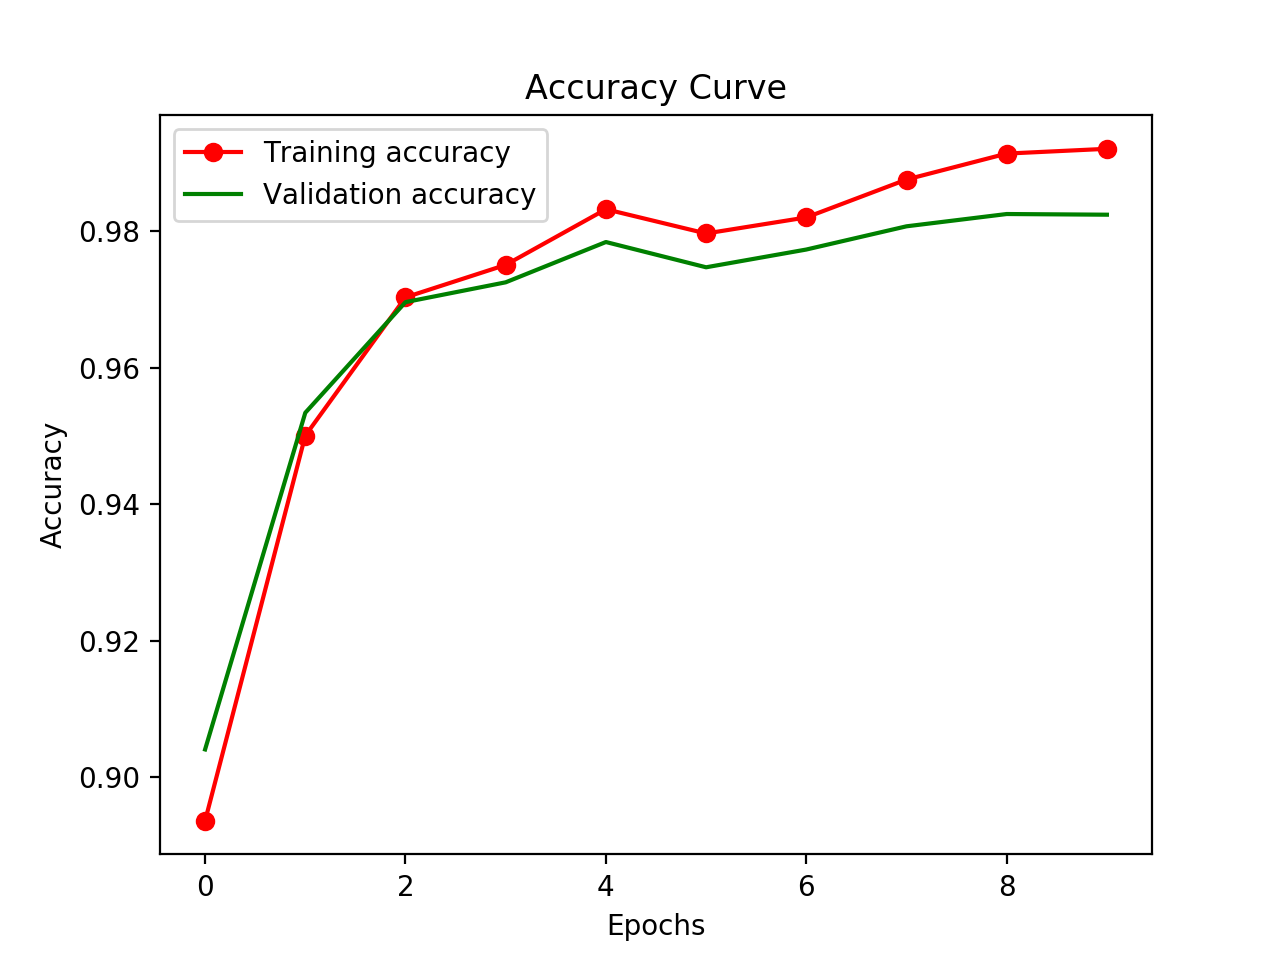 Accuracy Curve
Training accuracy
Validation accuracy
0.98
0.96
0.94
0.92
0.90
Accuracy
0 2 4 6 8
Epochs